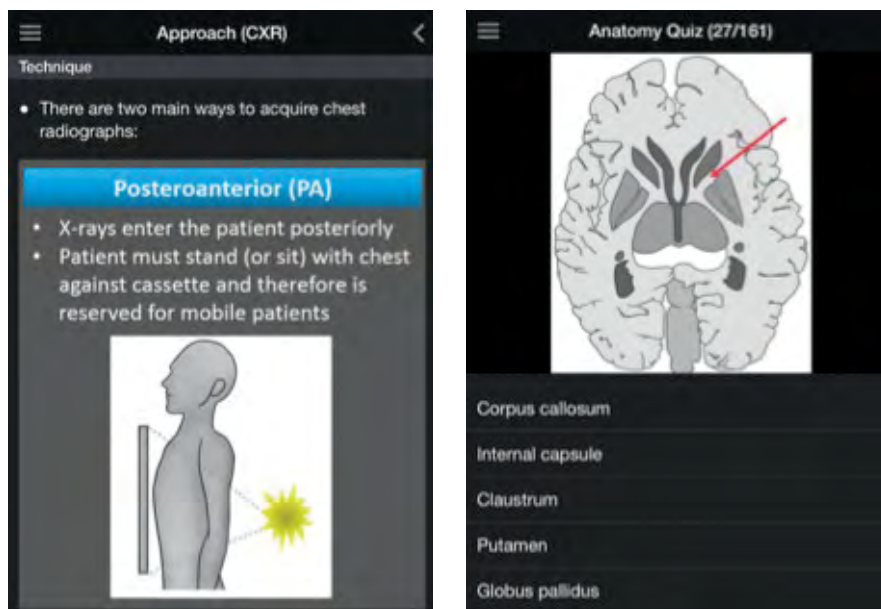 Approach (CXR)
Technique
• There are two main ways to acquire chest
radiographs:
Posteroanterior (PA)
• X-rays enter the patient posteriorly
• Patient must stand (or sit) with chest
against cassette and therefore is
reserved for mobile patients
Anatomy Quiz (27/161)
Corpus callosum
Internal capsule
Claustrum
Putamen
Globus pallidus